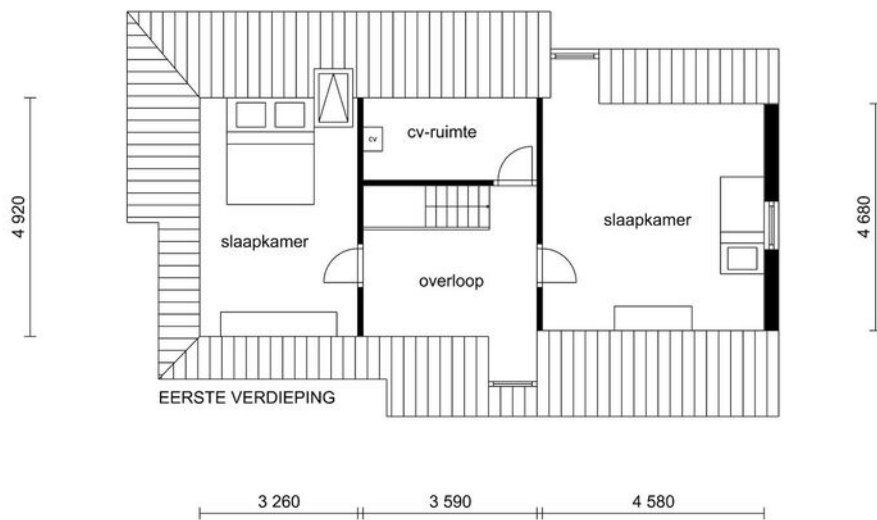 cv-ruimte
cv
4 920
4 680
slaapkamer
slaapkamer
overloop
EERSTE VERDIEPING
3 260
3 590
4 580